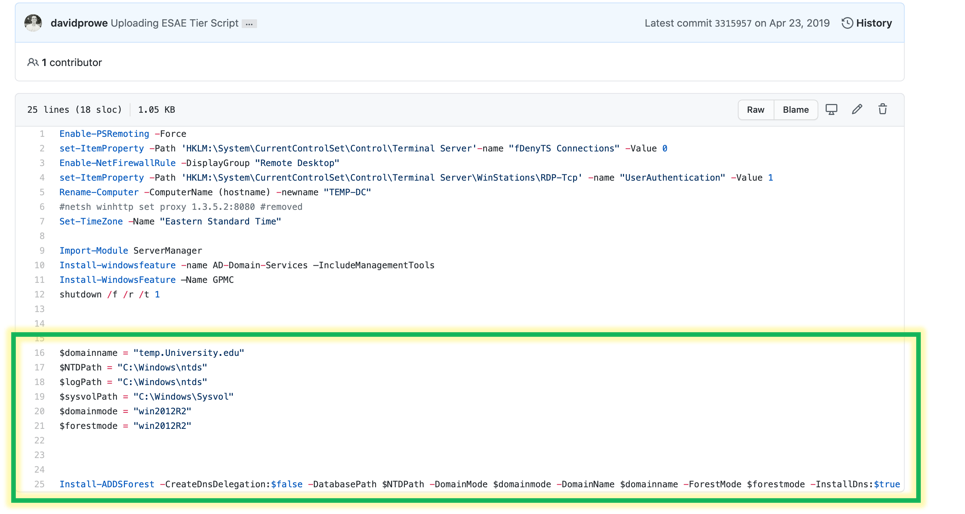 davidprowe Uploading ESAE Tier Script ...
Latest commit 3315957 on Apr 23, 2019 History
1 contributor
25 lines (18 sloc) 1.05 KB
Raw Blame
1 Enable-PSRemoting -Force
2 set-ItemProperty -Path 'HKLM:\System\CurrentControlSet\Control\Terminal Server'-name "fDenyTS Connections" -Value 0
3 Enable-NetFirewallRule -DisplayGroup "Remote Desktop"
4 set-ItemProperty -Path 'HKLM:\System\CurrentControlSet\Control\Terminal Server\WinStations\RDP-Tcp' -name "UserAuthentication" -Value 1
5 Rename-Computer -ComputerName (hostname) -newname "TEMP-DC"
6 #netsh winhttp set proxy 1.3.5.2:8080 #removed
7 Set-TimeZone -Name "Eastern Standard Time"
8
9 Import-Module ServerManager
10 Install-windowsfeature -name AD-Domain-Services –IncludeManagementTools
11 Install-WindowsFeature –Name GPMC
12 shutdown /f /r /t 1
13
14
15
16 $domainname = "temp.University.edu"
17 $NTDPath = "C:\Windows\ntds"
18 $logPath = "C:\Windows\ntds"
19 $sysvolPath = "C:\Windows\Sysvol"
20 $domainmode = "win2012R2"
21 $forestmode = "win2012R2"
22
23
24
25 Install-ADDSForest -CreateDnsDelegation:$false -DatabasePath $NTDPath -DomainMode $domainmode -DomainName $domainname -ForestMode $forestmode -InstallDns:$true